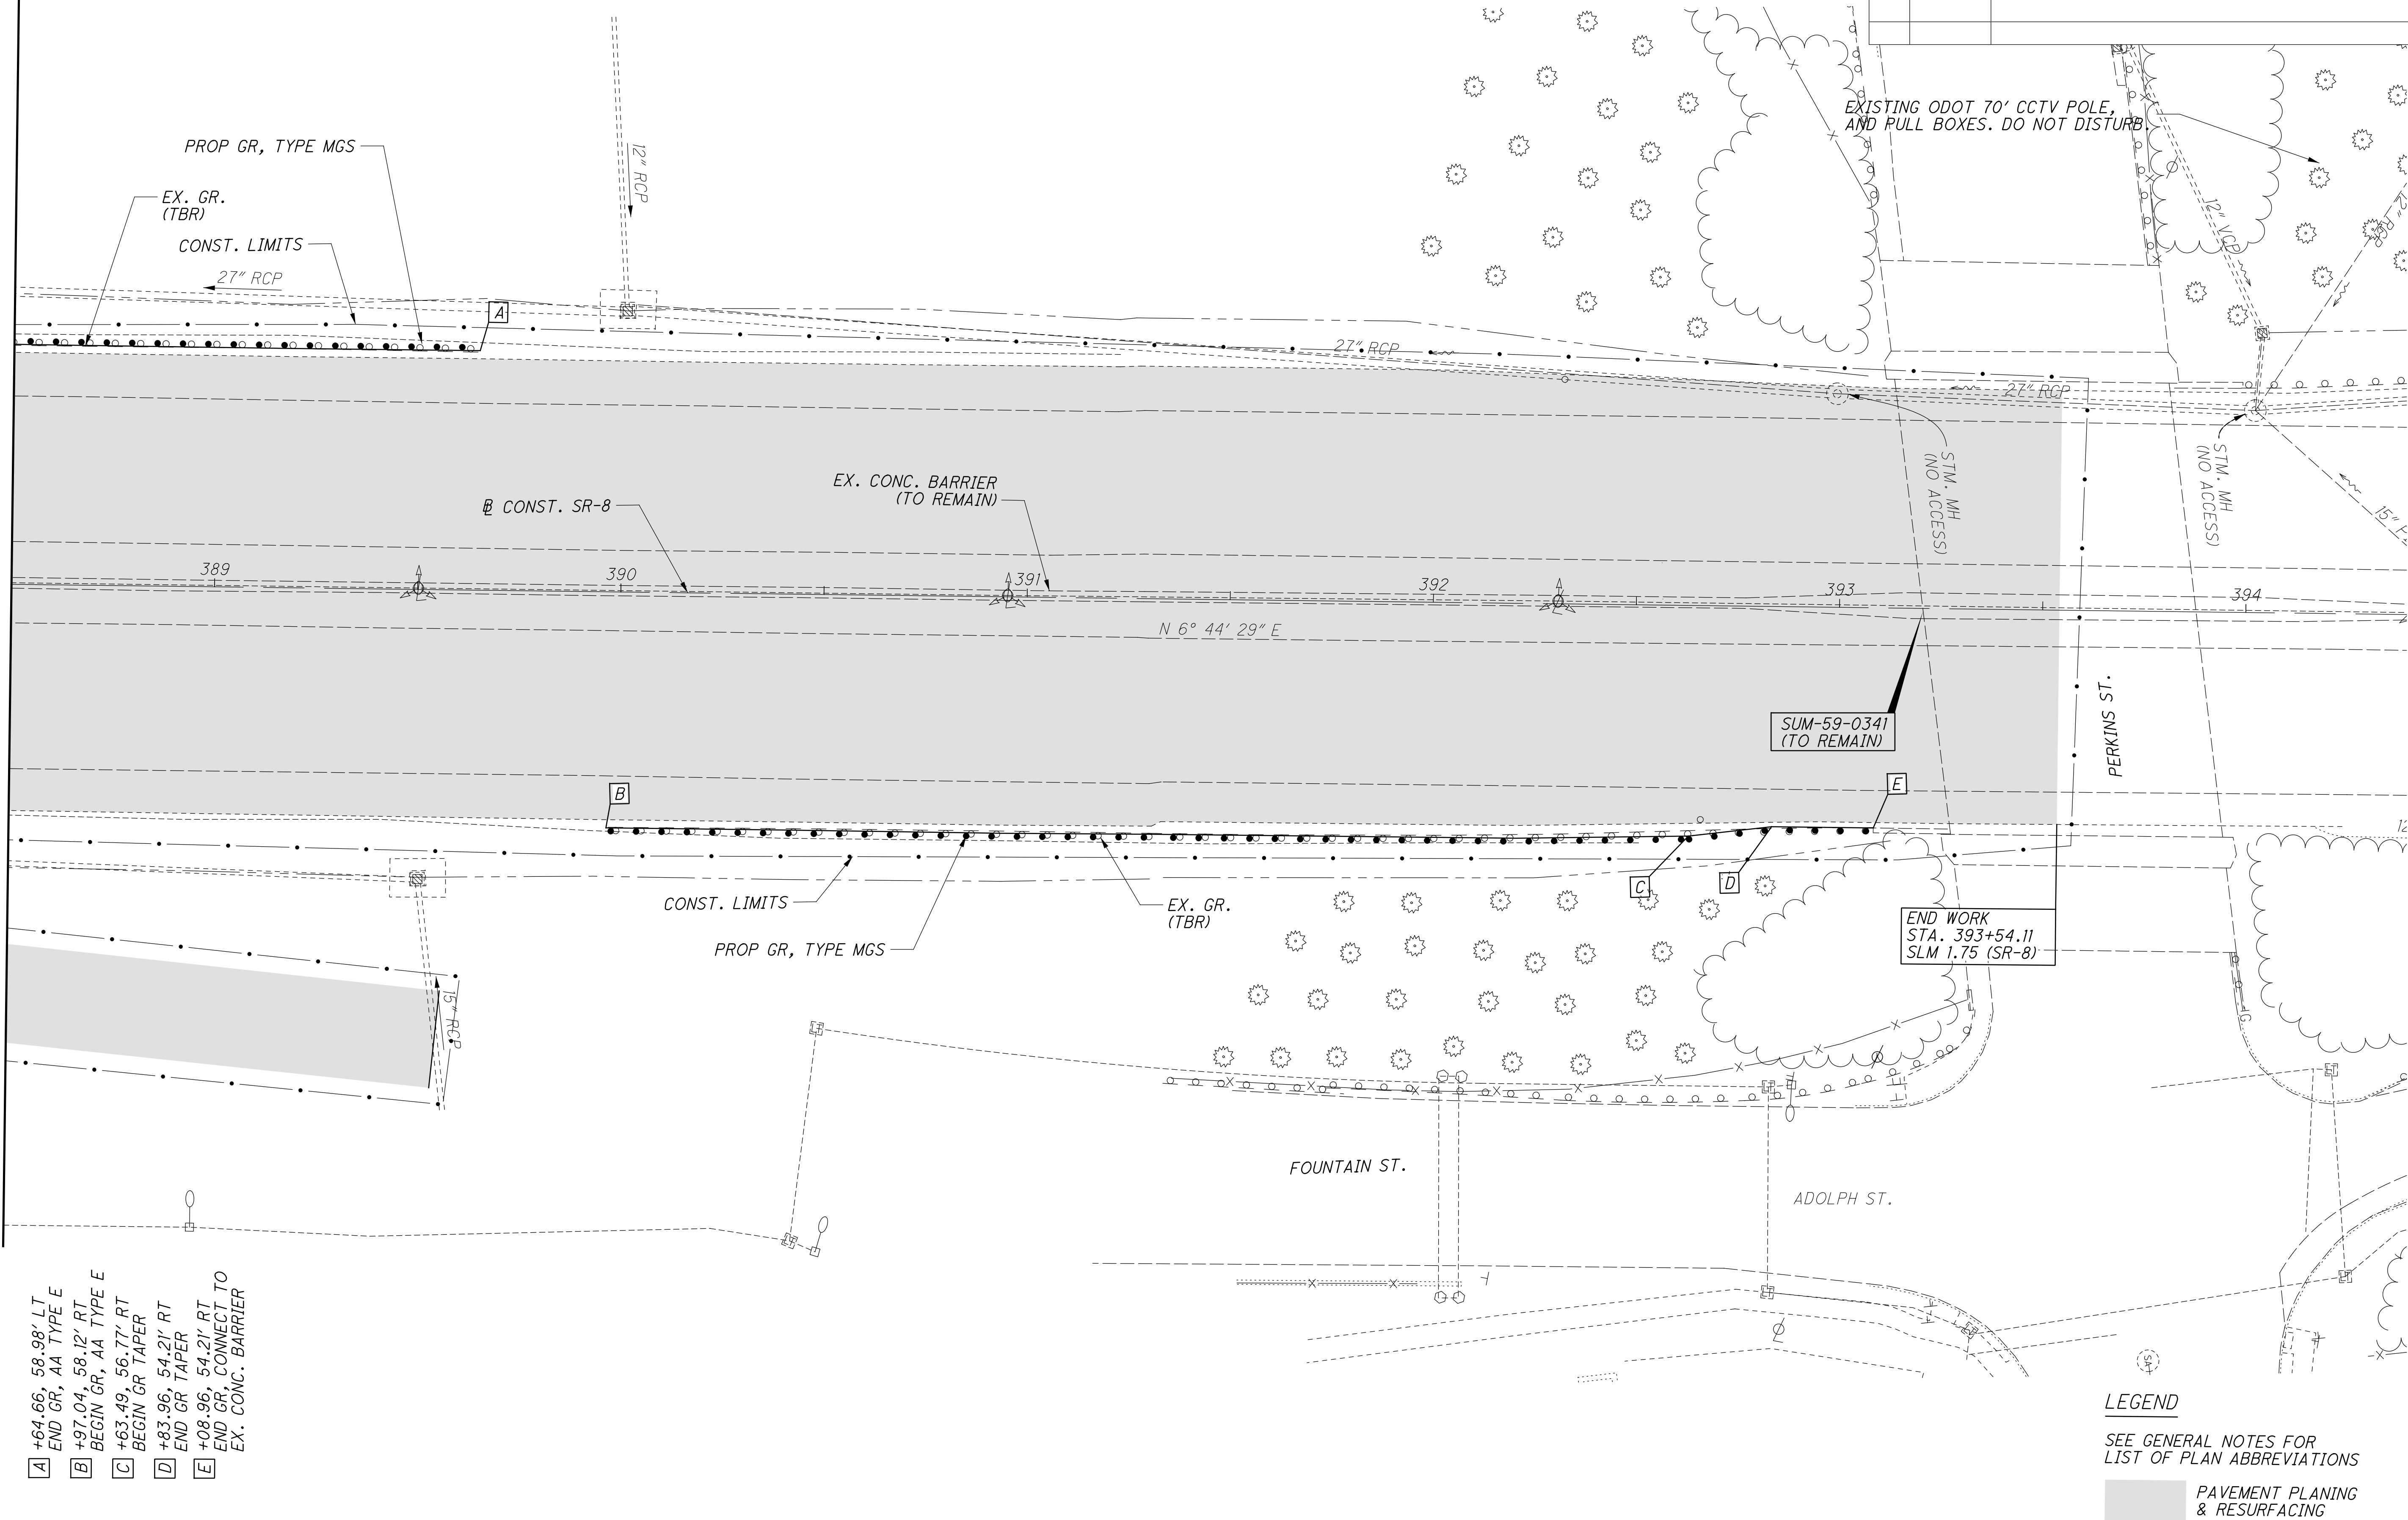 EXISTING ODOT 70' CCTV POLE,
AND PULL BOXES. DO NOT DISTURB.
PROP GR, TYPE MGS
12" RCP
EX. GR.
(TBR)
12" VCP
CONST. LIMITS
27" RCP
A
27" RCP
27" RCP
STM. MH
(NO ACCESS)
STM. MH
(NO ACCESS)
EX. CONC. BARRIER
(TO REMAIN)
℄ CONST. SR-8
389
390
391
392
393
394
N 6° 44' 29" E
PERKINS ST.
SUM-59-0341
(TO REMAIN)
B
E
C
D
CONST. LIMITS
EX. GR.
(TBR)
PROP GR, TYPE MGS
END WORK
STA. 393+54.11
SLM 1.75 (SR-8)
15" RCP
FOUNTAIN ST.
ADOLPH ST.
A +64.66, 58.98' LT
END GR, AA TYPE E
B +97.04, 58.12' RT
BEGIN GR, AA TYPE E
C +63.49, 56.77' RT
BEGIN GR TAPER
D +83.96, 54.21' RT
END GR TAPER
E +08.96, 54.21' RT
END GR, CONNECT TO
EX. CONC. BARRIER
LEGEND
SEE GENERAL NOTES FOR
LIST OF PLAN ABBREVIATIONS
PAVEMENT PLANING
& RESURFACING